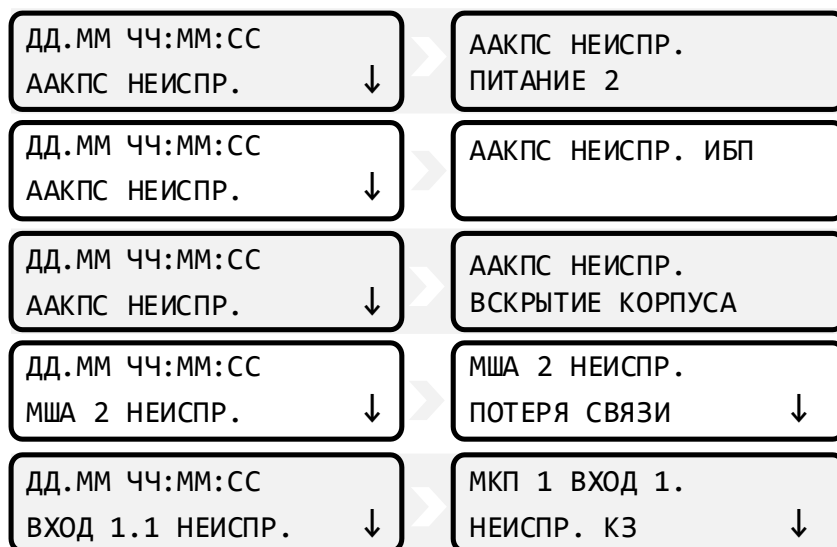 ДД.ММ ЧЧ:ММ:СС
ААКПС НЕИСПР. ↓
ААКПС НЕИСПР.
ПИТАНИЕ 2
ДД.ММ ЧЧ:ММ:СС
ААКПС НЕИСПР. ↓
ААКПС НЕИСПР. ИБП
ДД.ММ ЧЧ:ММ:СС
ААКПС НЕИСПР. ↓
ААКПС НЕИСПР.
ВСКРЫТИЕ КОРПУСА
ДД.ММ ЧЧ:ММ:СС
МША 2 НЕИСПР. ↓
МША 2 НЕИСПР.
ПОТЕРЯ СВЯЗИ ↓
ДД.ММ ЧЧ:ММ:СС
ВХОД 1.1 НЕИСПР. ↓
МКП 1 ВХОД 1.
НЕИСПР. КЗ ↓